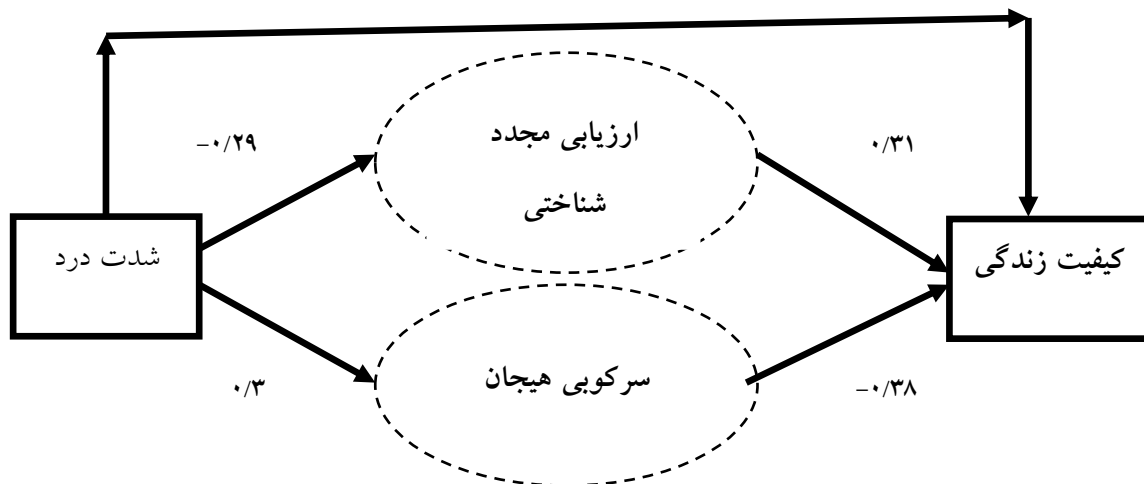 ارزیابی مجدد
شناختی
-۰/۲۹
۰/۳۱
شدت درد
کیفیت زندگی
سرکوبی هیجان
۰/۳
-۰/۳۸